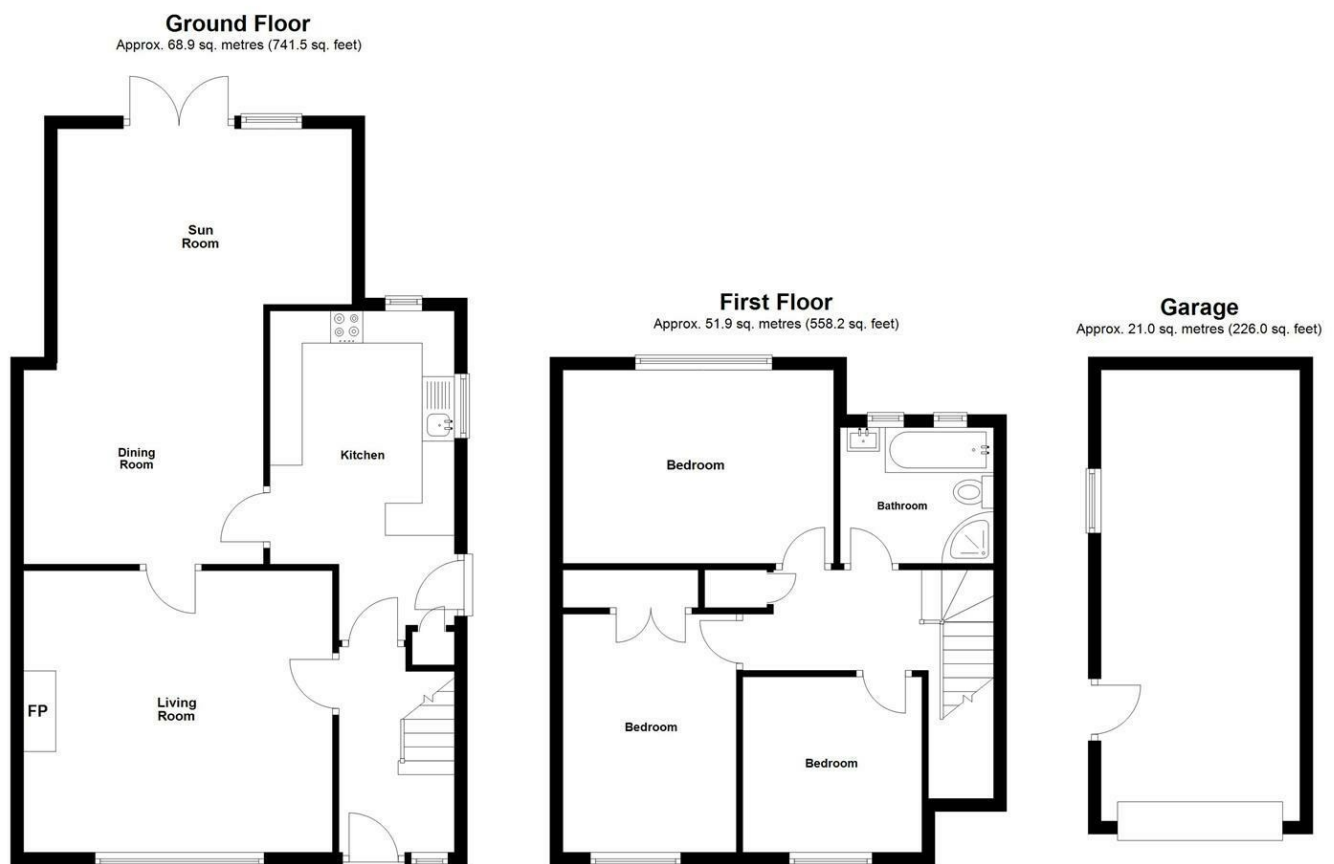 Ground Floor
Approx. 68.9 sq. metres (741.5 sq. feet)
Sun
Room
Dining
Room
Kitchen
Living
Room
FP
First Floor
Approx. 51.9 sq. metres (558.2 sq. feet)
Bedroom
Bathroom
Bedroom
Bedroom
Garage
Approx. 21.0 sq. metres (226.0 sq. feet)